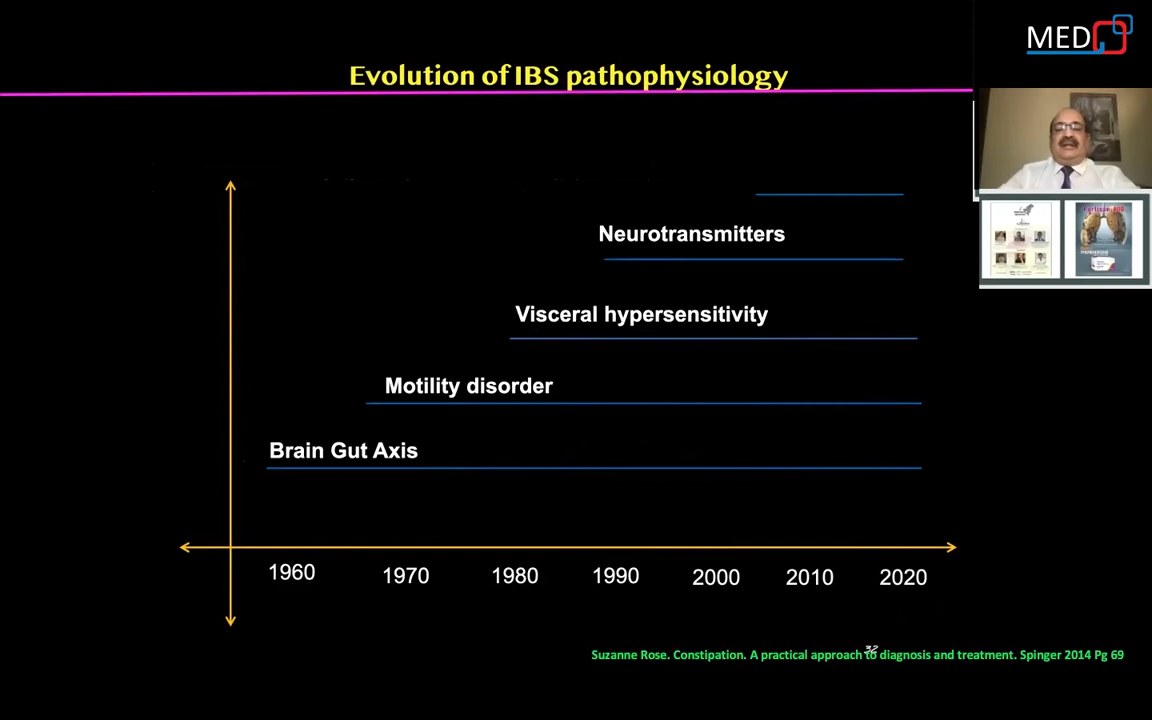 MED
Evolution of IBS pathophysiology
Neurotransmitters
Visceral hypersensitivity
Motility disorder
Brain Gut Axis
1960 1970 1980 1990 2000 2010 2020
Suzanne Rose. Constipation. A practical approach to diagnosis and treatment. Spinger 2014 Pg 69